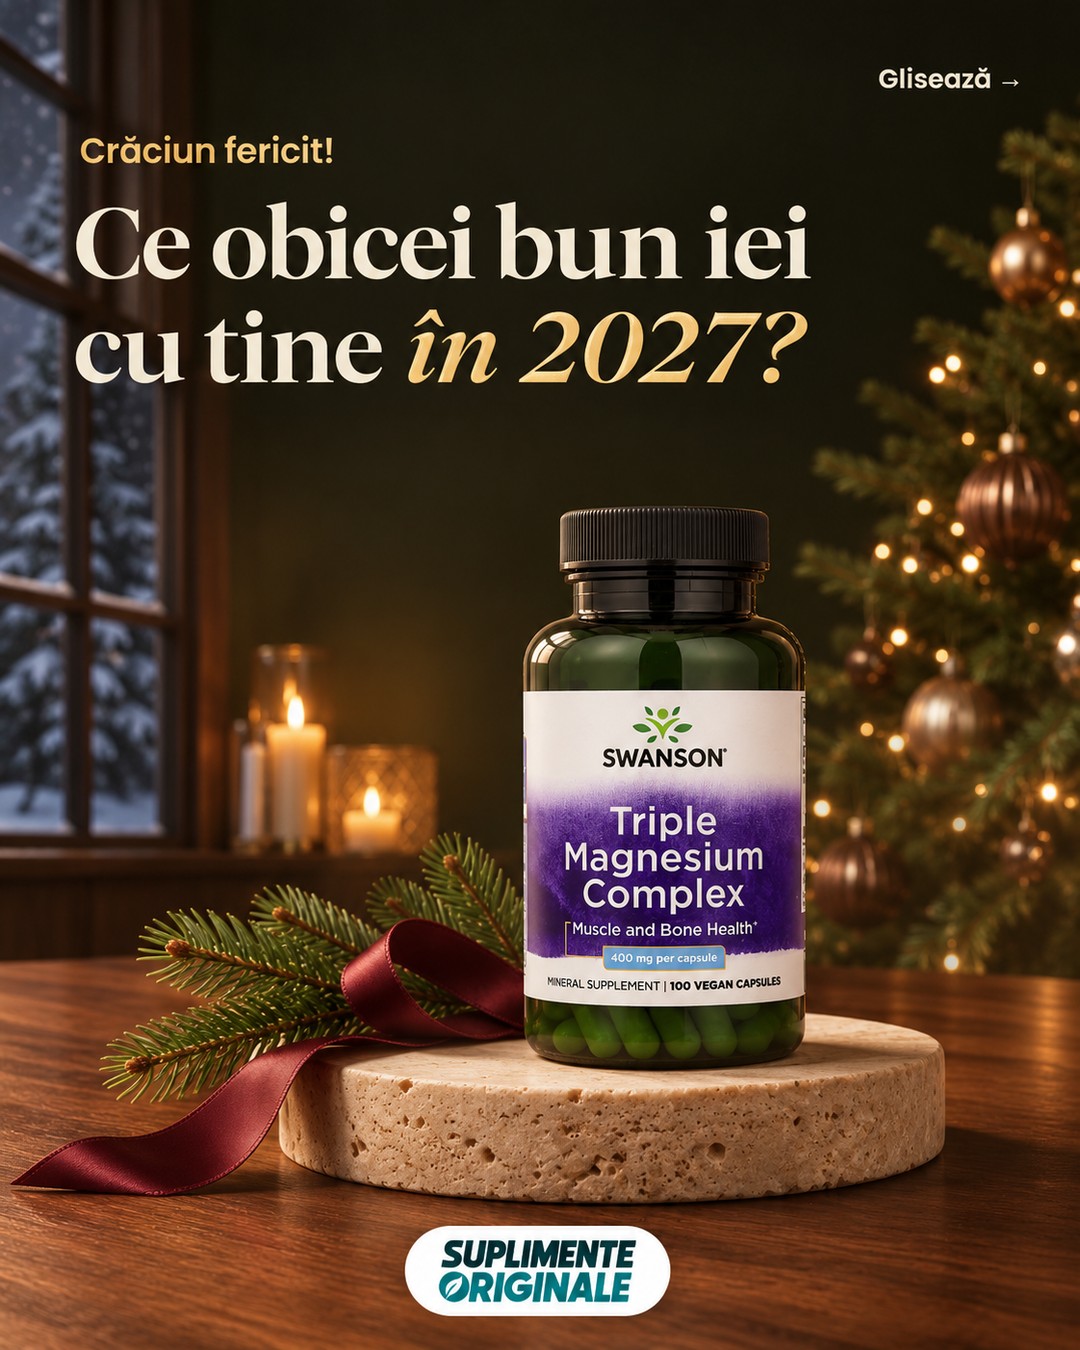 Glisează →
Crăciun fericit!
Ce obicei bun iei
cu tine în 2027?
SWANSON®
Triple
Magnesium
Complex
Muscle and Bone Health*
400 mg per capsule
MINERAL SUPPLEMENT | 100 VEGAN CAPSULES
SUPLIMENTE
ORIGINALE